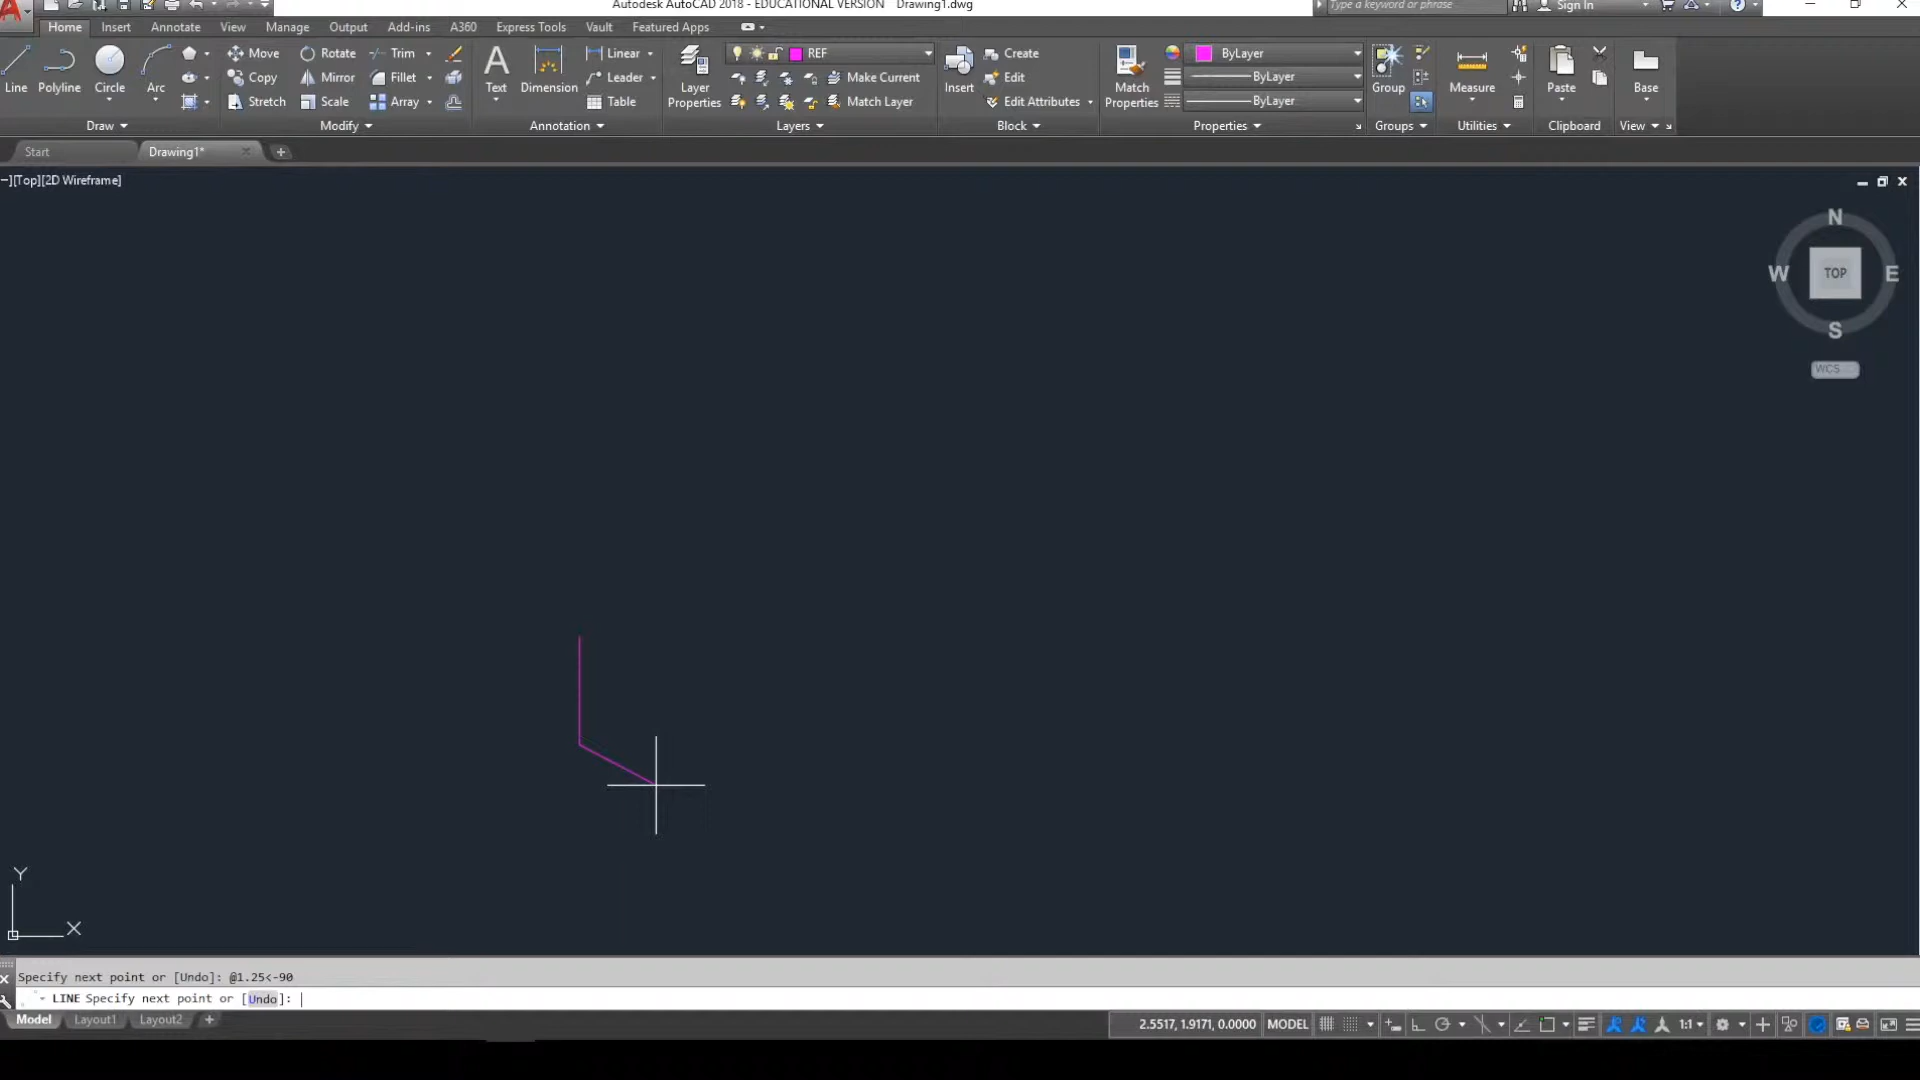 Autodesk AutoCAD 2018 - EDUCATIONAL VERSION Drawing1.dwg
Type a keyword or phrase
Sign In
Home Insert Annotate View Manage Output Add-ins A360 Express Tools Vault Featured Apps
Line Polyline Circle Arc
Move Rotate Trim
Copy Mirror Fillet
Stretch Scale Array
Text Dimension
Linear
Leader
Table
Layer Properties
REF
Make Current
Match Layer
Insert
Create
Edit
Edit Attributes
Match Properties
ByLayer
ByLayer
ByLayer
Group Measure Paste Base
Draw Modify Annotation Layers Block Properties Groups Utilities Clipboard View
Start Drawing1*
−][Top][2D Wireframe]
N
W TOP E
S
WCS
Y
X
Specify next point or [Undo]: @1.25<-90
LINE Specify next point or [Undo]:
Model Layout1 Layout2 +
2.5517, 1.9171, 0.0000 MODEL 1:1